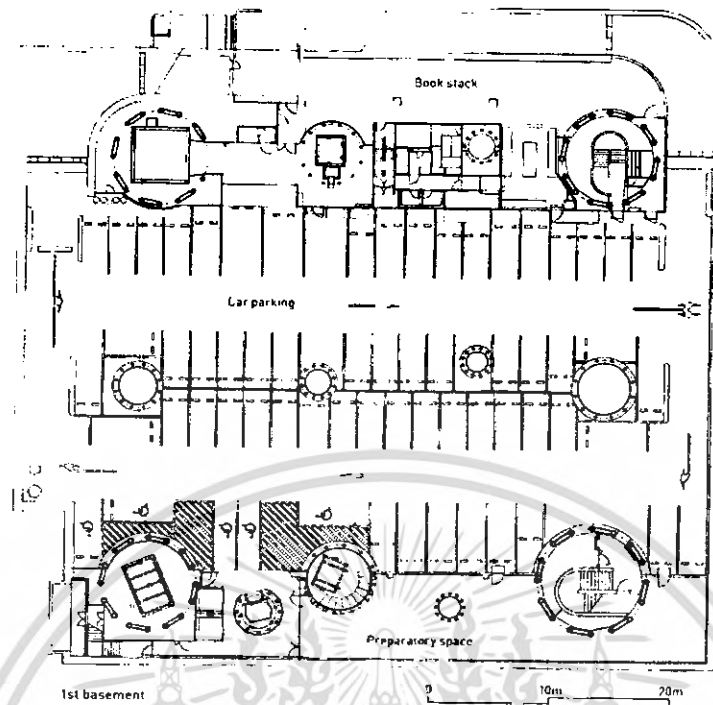 Book stack
Car parking
Preparatory space
1st basement
0 10m 20m